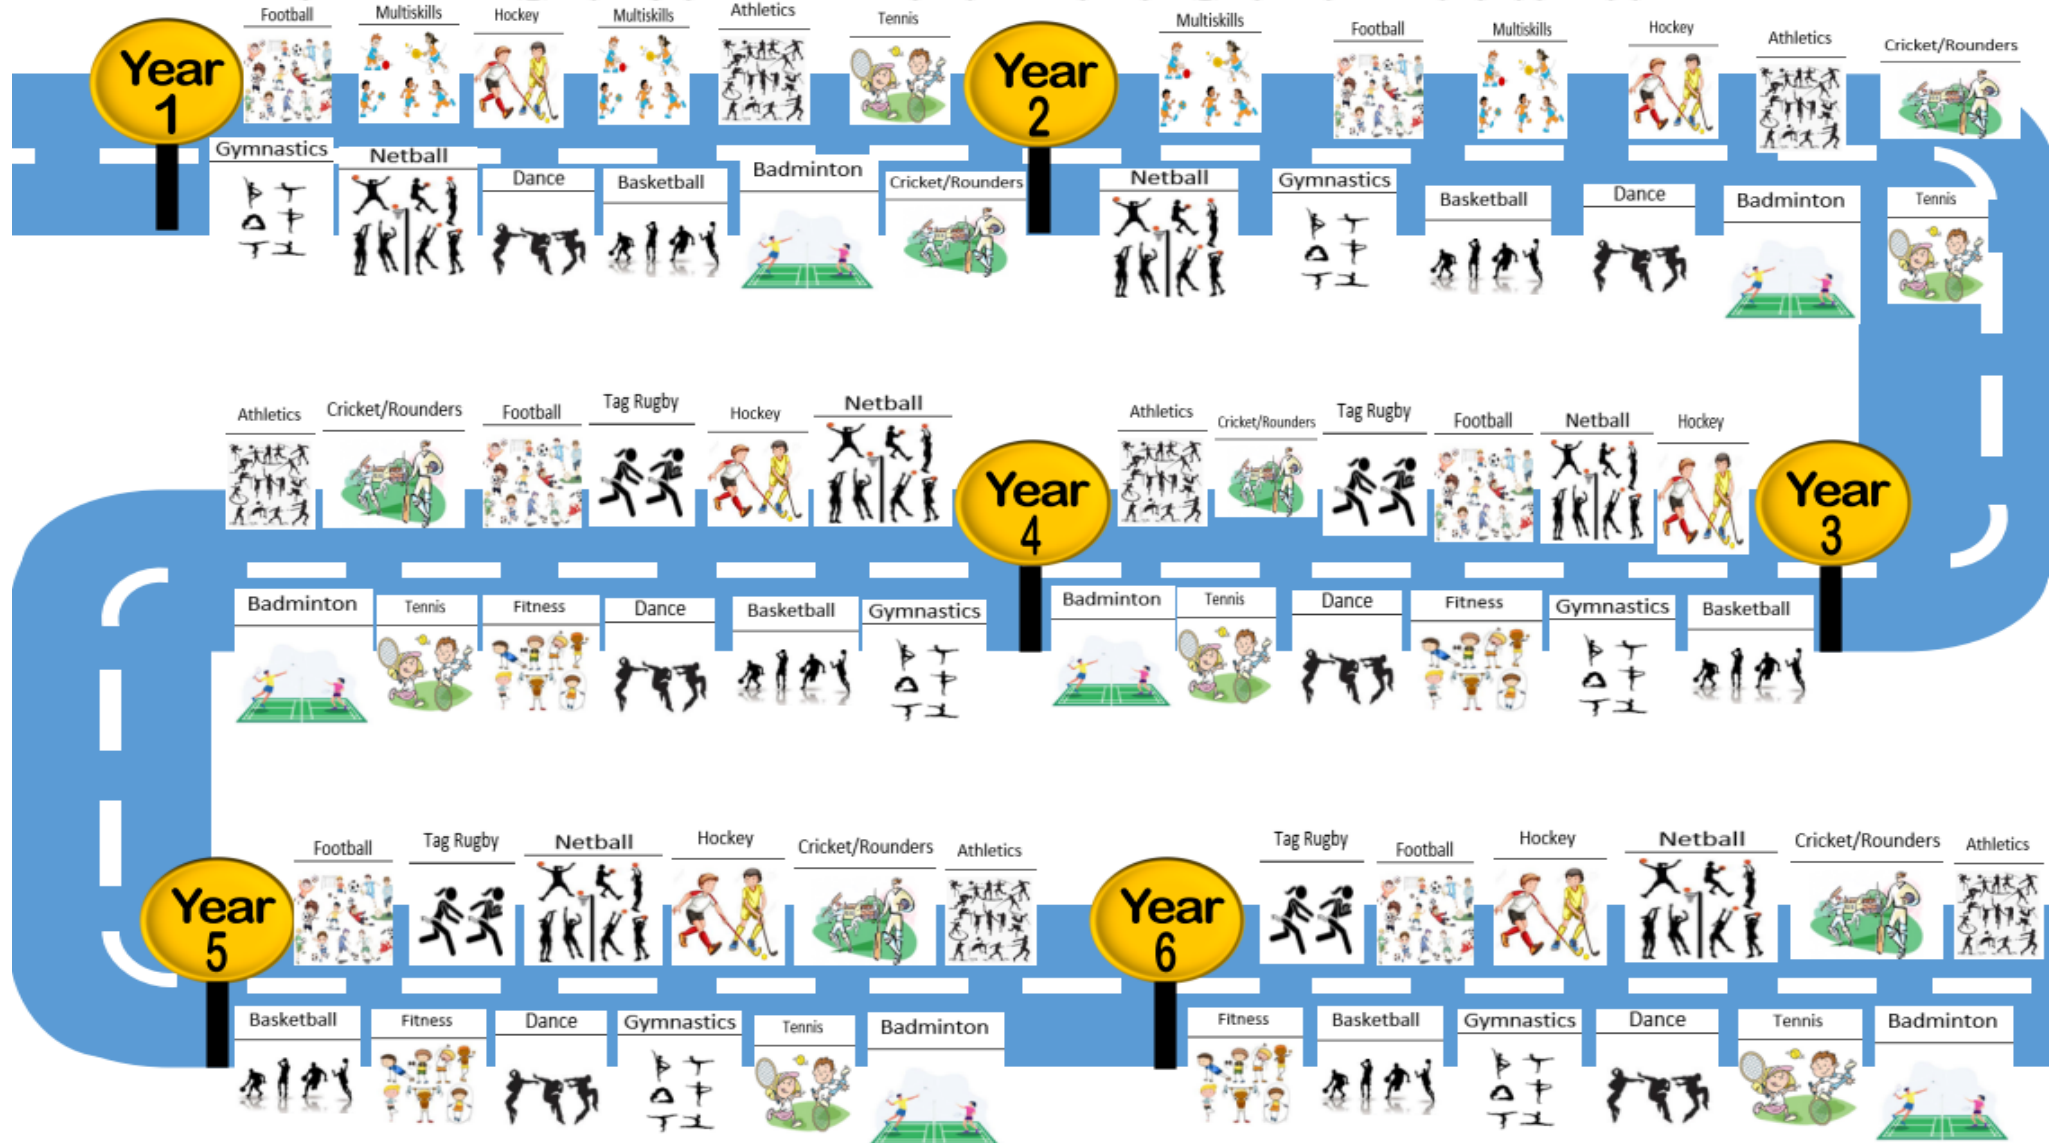 Year
1
Football
Multiskills
Hockey
Multiskills
Athletics
Tennis
Gymnastics
Netball
Dance
Basketball
Badminton
Cricket/Rounders
Year
2
Multiskills
Football
Multiskills
Hockey
Athletics
Cricket/Rounders
Netball
Gymnastics
Basketball
Dance
Badminton
Tennis
Athletics
Cricket/Rounders
Football
Tag Rugby
Hockey
Netball
Year
4
Athletics
Cricket/Rounders
Tag Rugby
Football
Netball
Hockey
Year
3
Badminton
Tennis
Fitness
Dance
Basketball
Gymnastics
Badminton
Tennis
Dance
Fitness
Gymnastics
Basketball
Year
5
Football
Tag Rugby
Netball
Hockey
Cricket/Rounders
Athletics
Basketball
Fitness
Dance
Gymnastics
Tennis
Badminton
Year
6
Tag Rugby
Football
Hockey
Netball
Cricket/Rounders
Athletics
Fitness
Basketball
Gymnastics
Dance
Tennis
Badminton